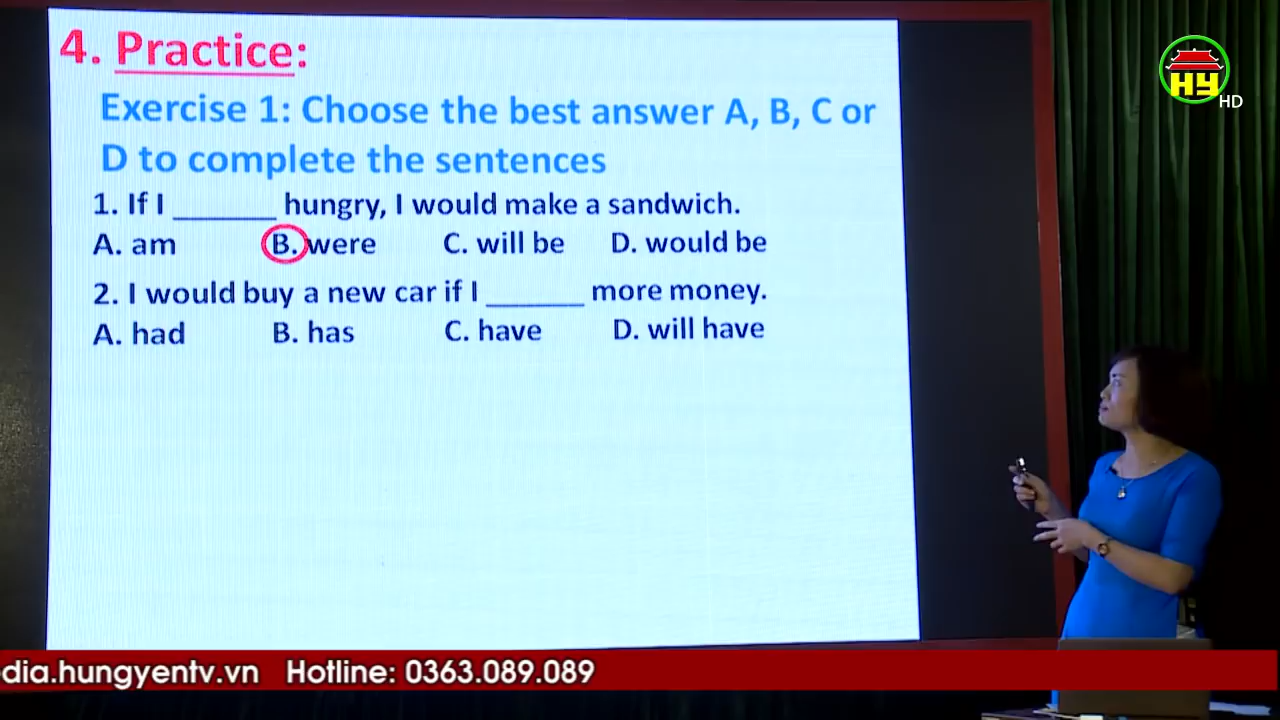 4. Practice:
Exercise 1: Choose the best answer A, B, C or
D to complete the sentences
1. If I _______ hungry, I would make a sandwich.
A. am B. were C. will be D. would be
2. I would buy a new car if I _______ more money.
A. had B. has C. have D. will have
HY
HD
dia.hungyentv.vn Hotline: 0363.089.089